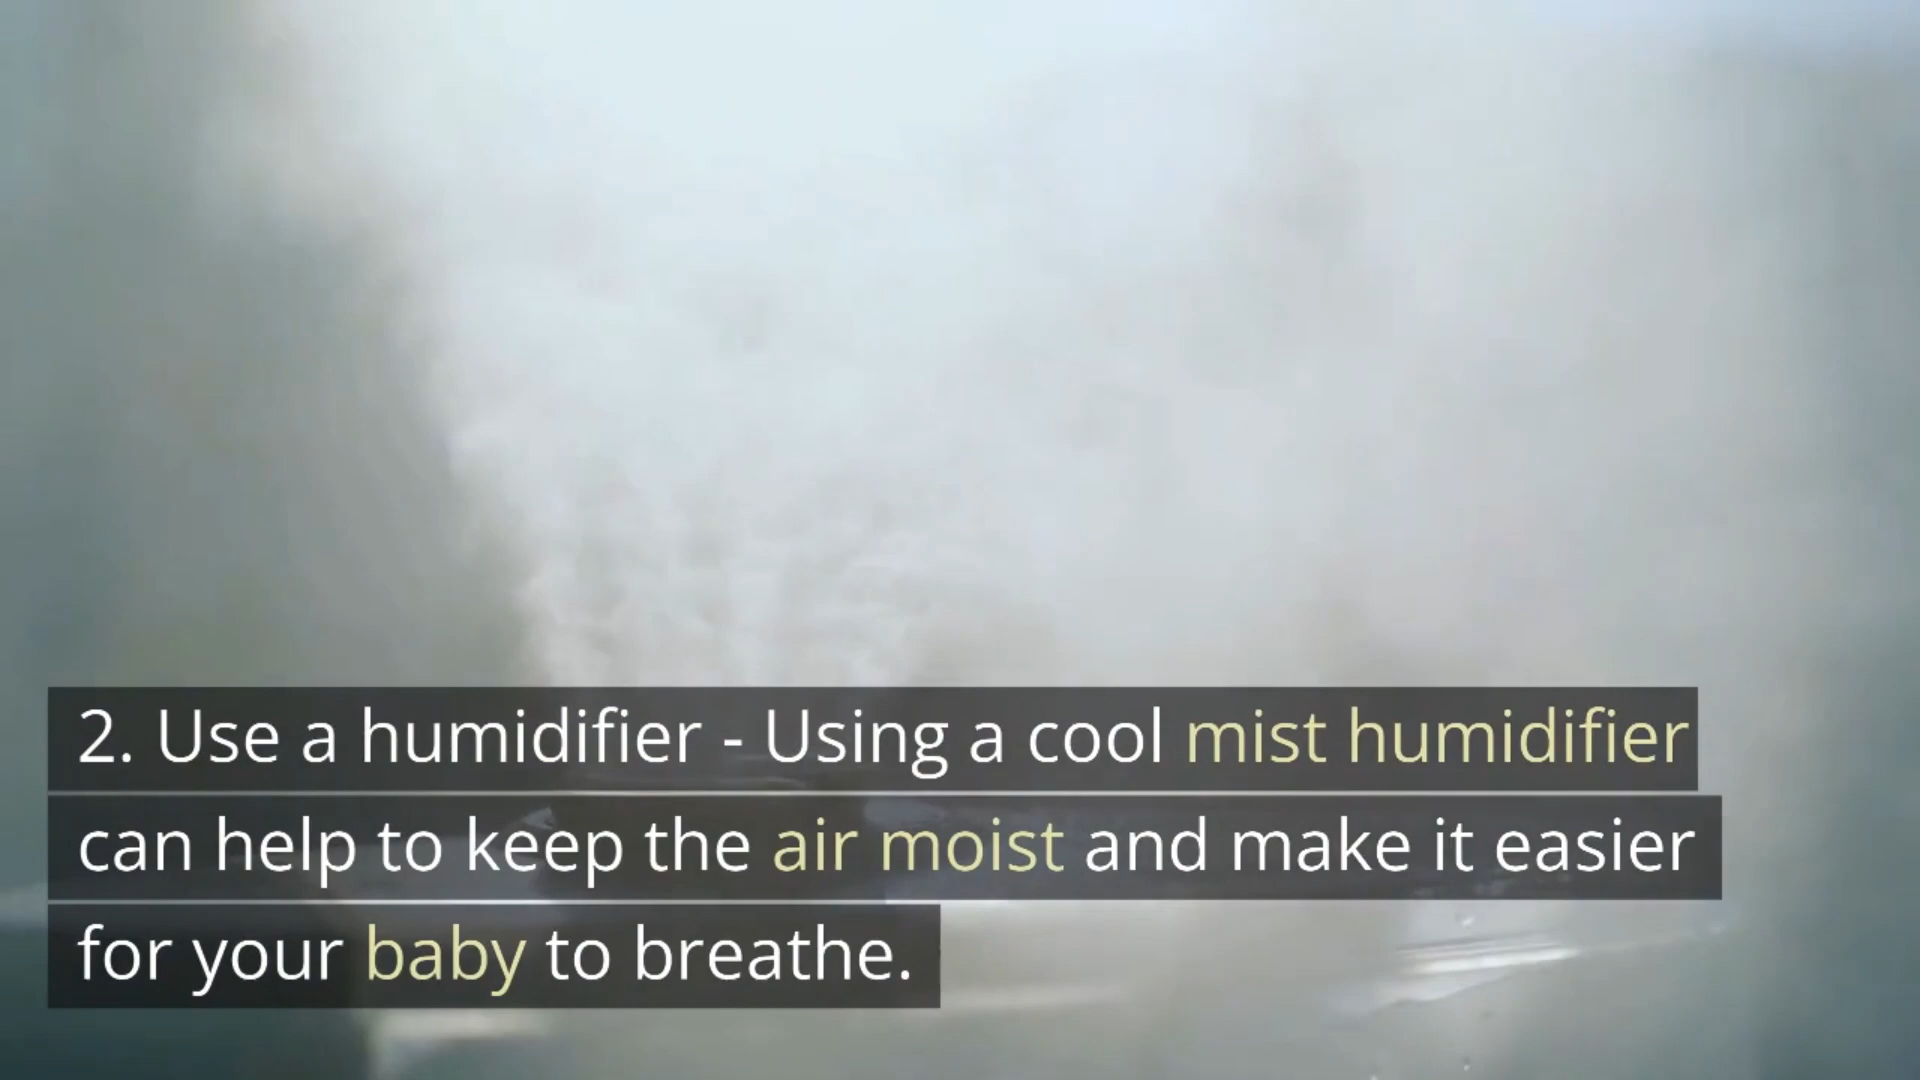 2. Use a humidifier - Using a cool mist humidifier
can help to keep the air moist and make it easier
for your baby to breathe.